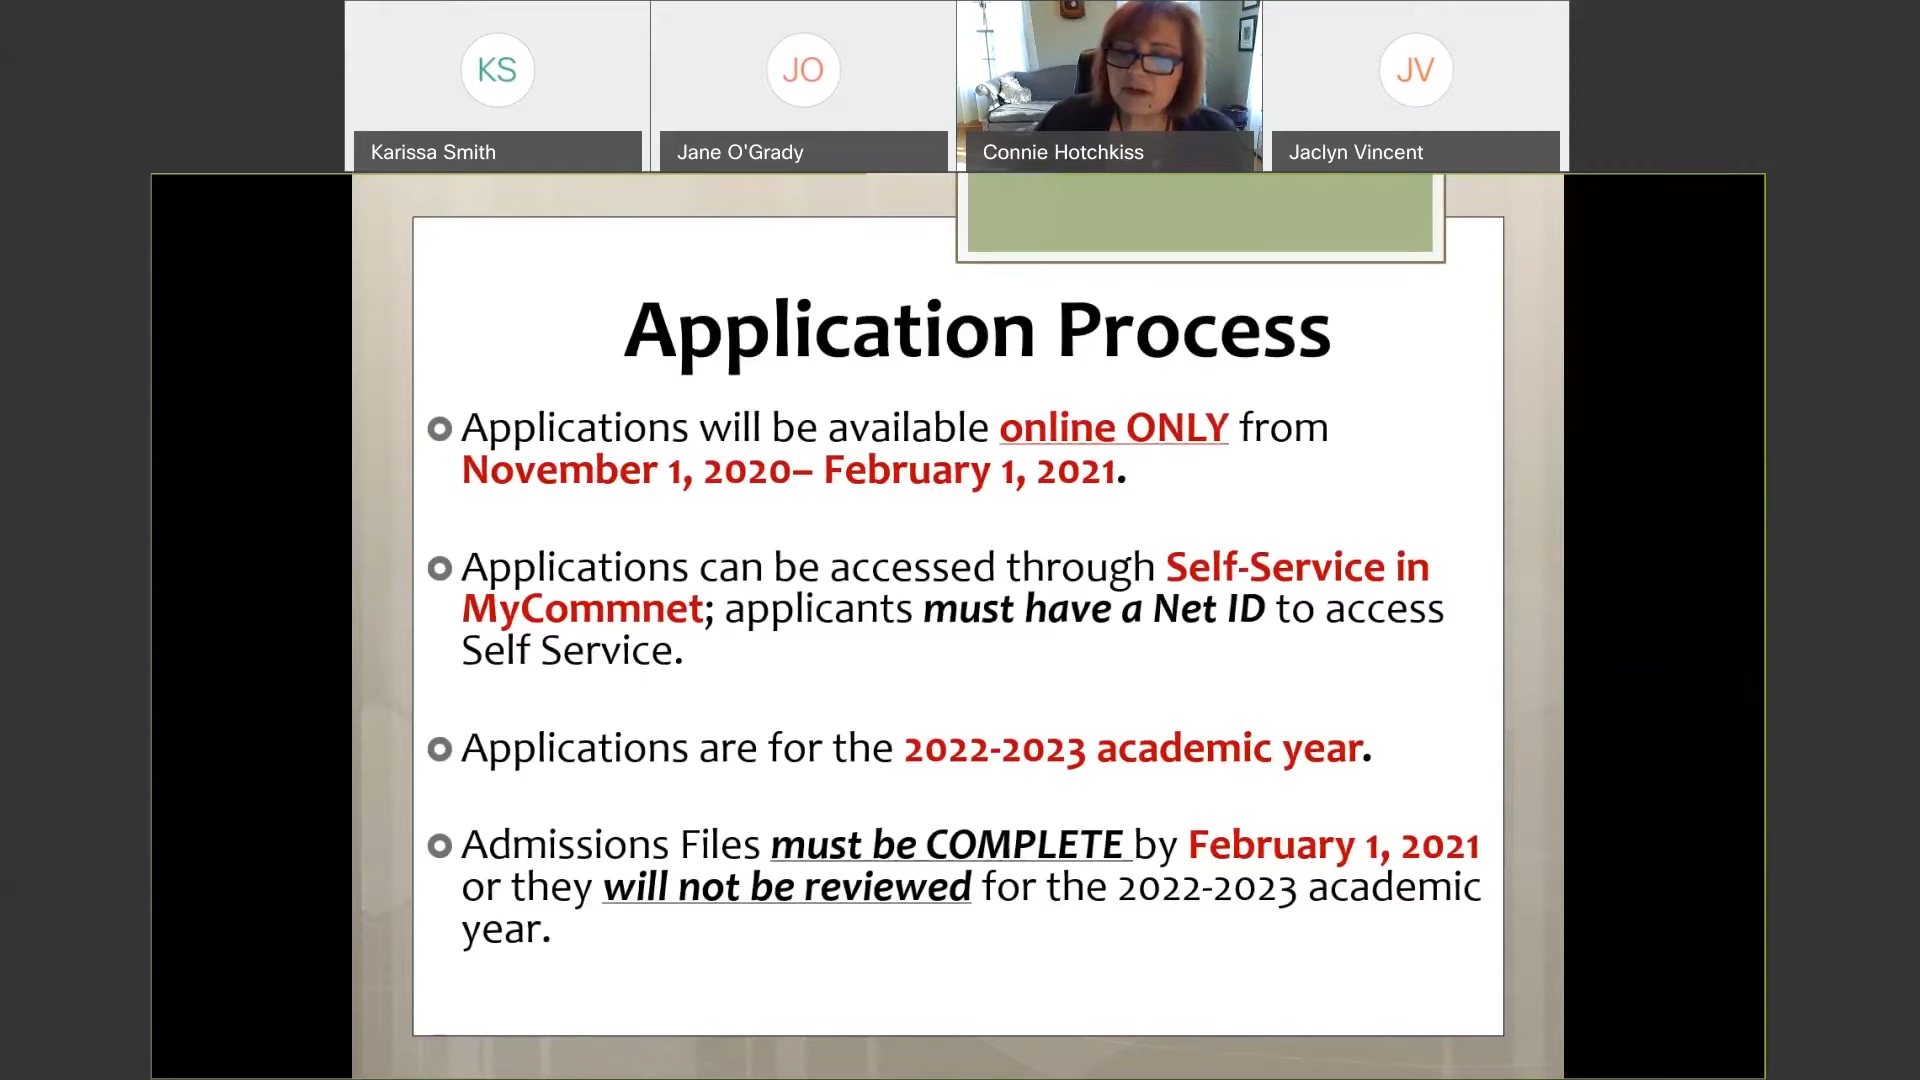 KS
JO
JV
Karissa Smith
Jane O'Grady
Connie Hotchkiss
Jaclyn Vincent
Application Process
Applications will be available online ONLY from
November 1, 2020– February 1, 2021.
Applications can be accessed through Self-Service in
MyCommnet; applicants must have a Net ID to access
Self Service.
Applications are for the 2022-2023 academic year.
Admissions Files must be COMPLETE by February 1, 2021
or they will not be reviewed for the 2022-2023 academic
year.